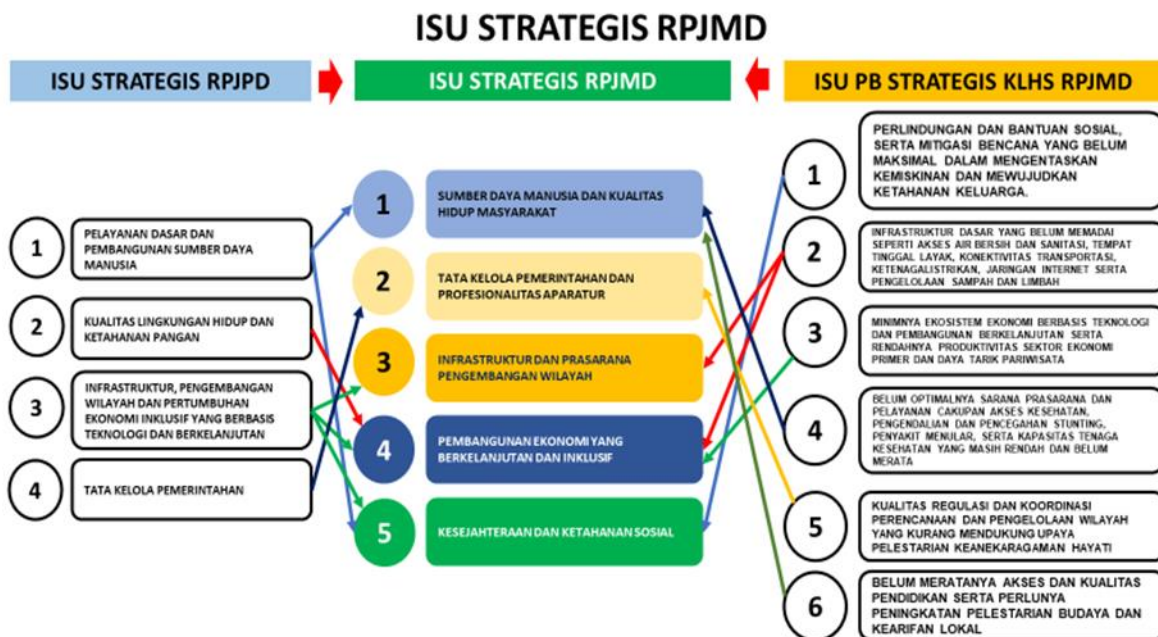 ISU STRATEGIS RPJMD
ISU STRATEGIS RPJPD
1
PELAYANAN DASAR DAN
PEMBANGUNAN SUMBER DAYA
MANUSIA
2
KUALITAS LINGKUNGAN HIDUP DAN
KETAHANAN PANGAN
3
INFRASTRUKTUR, PENGEMBANGAN
WILAYAH DAN PERTUMBUHAN
EKONOMI INKLUSIF YANG BERBASIS
TEKNOLOGI DAN BERKELANJUTAN
4
TATA KELOLA PEMERINTAHAN
ISU STRATEGIS RPJMD
1
SUMBER DAYA MANUSIA DAN KUALITAS
HIDUP MASYARAKAT
2
TATA KELOLA PEMERINTAHAN DAN
PROFESIONALITAS APARATUR
3
INFRASTRUKTUR DAN PRASARANA
PENGEMBANGAN WILAYAH
4
PEMBANGUNAN EKONOMI YANG
BERKELANJUTAN DAN INKLUSIF
5
KESEJAHTERAAN DAN KETAHANAN SOSIAL
ISU PB STRATEGIS KLHS RPJMD
1
PERLINDUNGAN DAN BANTUAN SOSIAL,
SERTA MITIGASI BENCANA YANG BELUM
MAKSIMAL DALAM MENGENTASKAN
KEMISKINAN DAN MEWUJUDKAN
KETAHANAN KELUARGA.
2
INFRASTRUKTUR DASAR YANG BELUM MEMADAI
SEPERTI AKSES AIR BERSIH DAN SANITASI, TEMPAT
TINGGAL LAYAK, KONEKTIVITAS TRANSPORTASI,
KETENAGALISTRIKAN, JARINGAN INTERNET SERTA
PENGELOLAAN SAMPAH DAN LIMBAH
3
MINIMNYA EKOSISTEM EKONOMI BERBASIS TEKNOLOGI
DAN PEMBANGUNAN BERKELANJUTAN SERTA
RENDAHNYA PRODUKTIVITAS SEKTOR EKONOMI
PRIMER DAN DAYA TARIK PARIWISATA
4
BELUM OPTIMALNYA SARANA PRASARANA DAN
PELAYANAN CAKUPAN AKSES KESEHATAN,
PENGENDALIAN DAN PENCEGAHAN STUNTING,
PENYAKIT MENULAR, SERTA KAPASITAS TENAGA
KESEHATAN YANG MASIH RENDAH DAN BELUM
MERATA
5
KUALITAS REGULASI DAN KOORDINASI
PERENCANAAN DAN PENGELOLAAN WILAYAH
YANG KURANG MENDUKUNG UPAYA
PELESTARIAN KEANEKARAGAMAN HAYATI
6
BELUM MERATANYA AKSES DAN KUALITAS
PENDIDIKAN SERTA PERLUNYA
PENINGKATAN PELESTARIAN BUDAYA DAN
KEARIFAN LOKAL